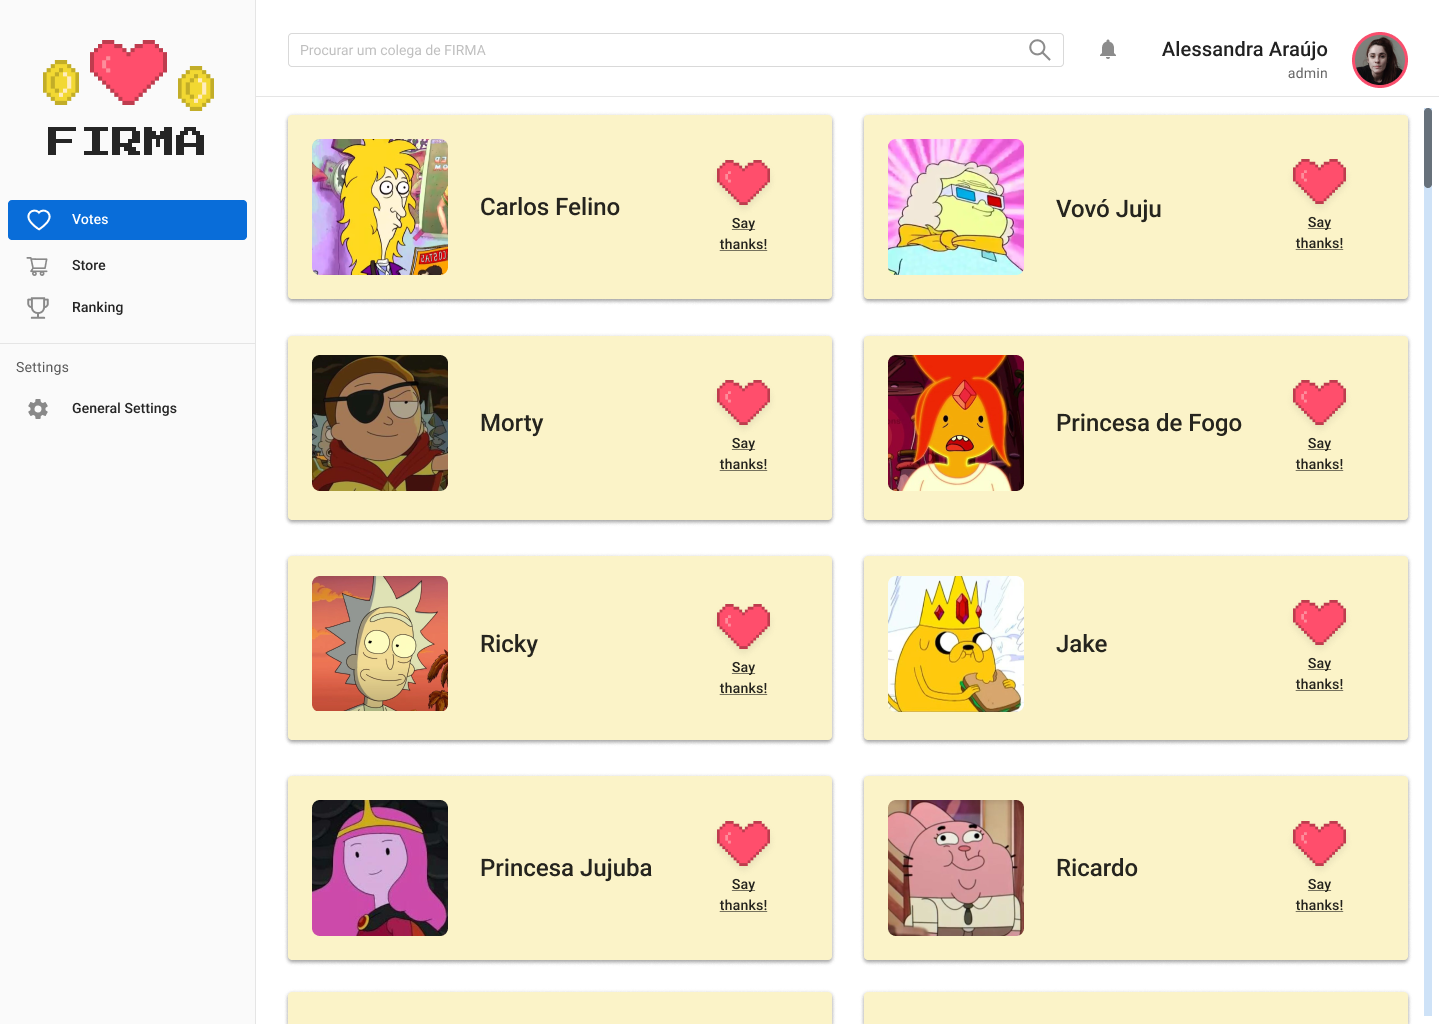 FIRMA
Votes
Store
Ranking
Settings
General Settings
Procurar um colega de FIRMA
Alessandra Araújo
admin
Carlos Felino
Say
thanks!
Vovó Juju
Say
thanks!
Morty
Say
thanks!
Princesa de Fogo
Say
thanks!
Ricky
Say
thanks!
Jake
Say
thanks!
Princesa Jujuba
Say
thanks!
Ricardo
Say
thanks!